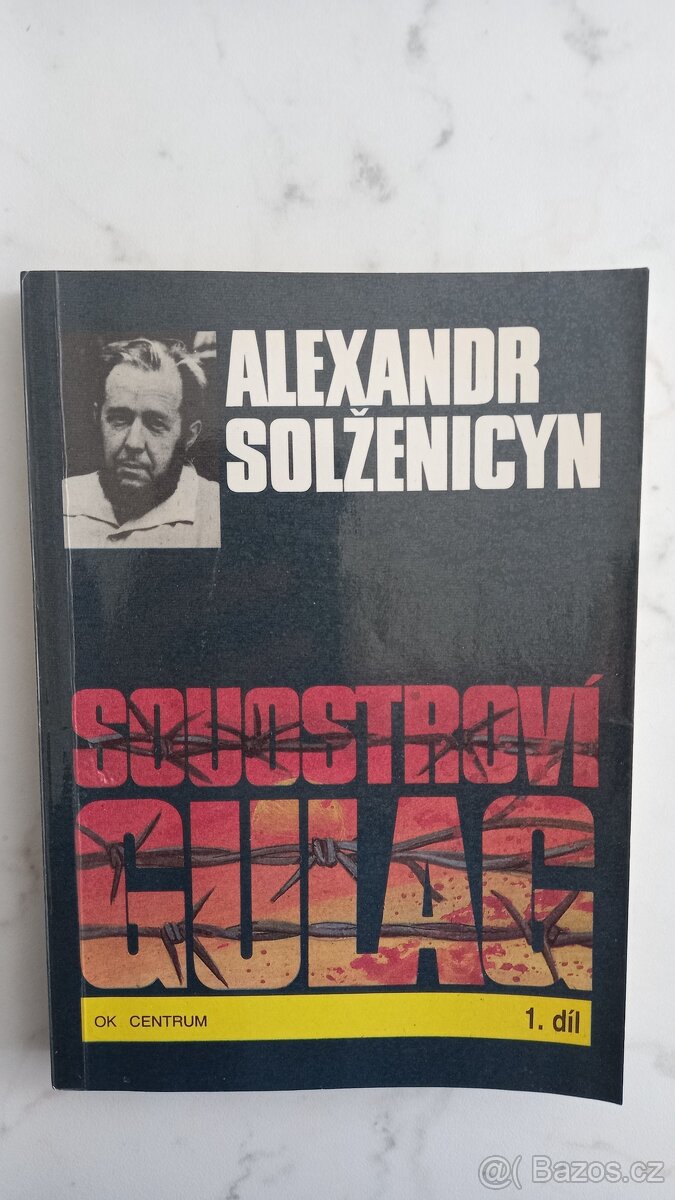 ALEXANDR
SOLŽENICYN
SOUOSTROVÍ
GULAG
OK CENTRUM
1. díl
@( Bazos.cz